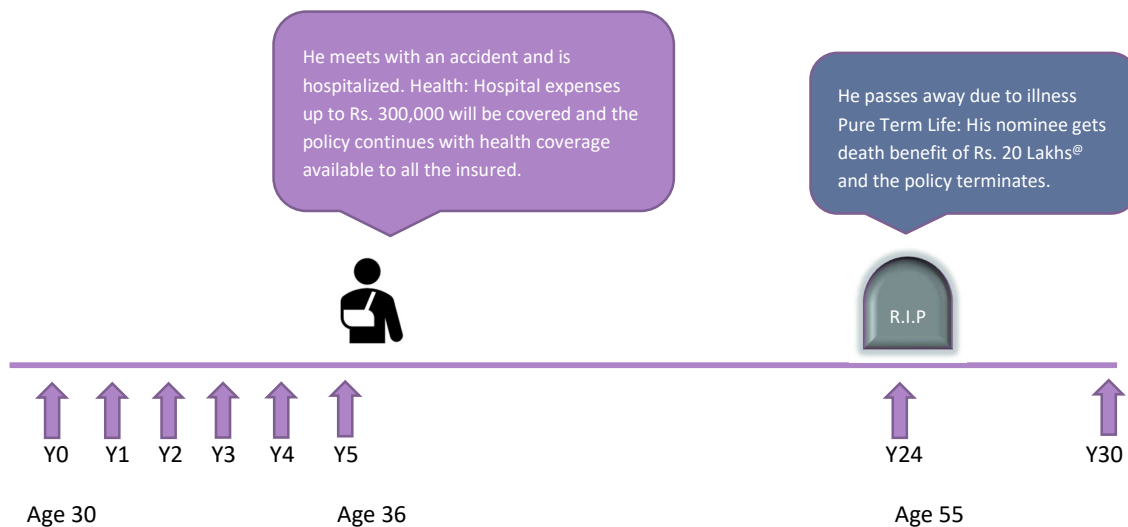 He meets with an accident and is
hospitalized. Health: Hospital expenses
up to Rs. 300,000 will be covered and the
policy continues with health coverage
available to all the insured.
He passes away due to illness
Pure Term Life: His nominee gets
death benefit of Rs. 20 Lakhs@
and the policy terminates.
R.I.P
Y0 Y1 Y2 Y3 Y4 Y5 Y24 Y30
Age 30 Age 36 Age 55